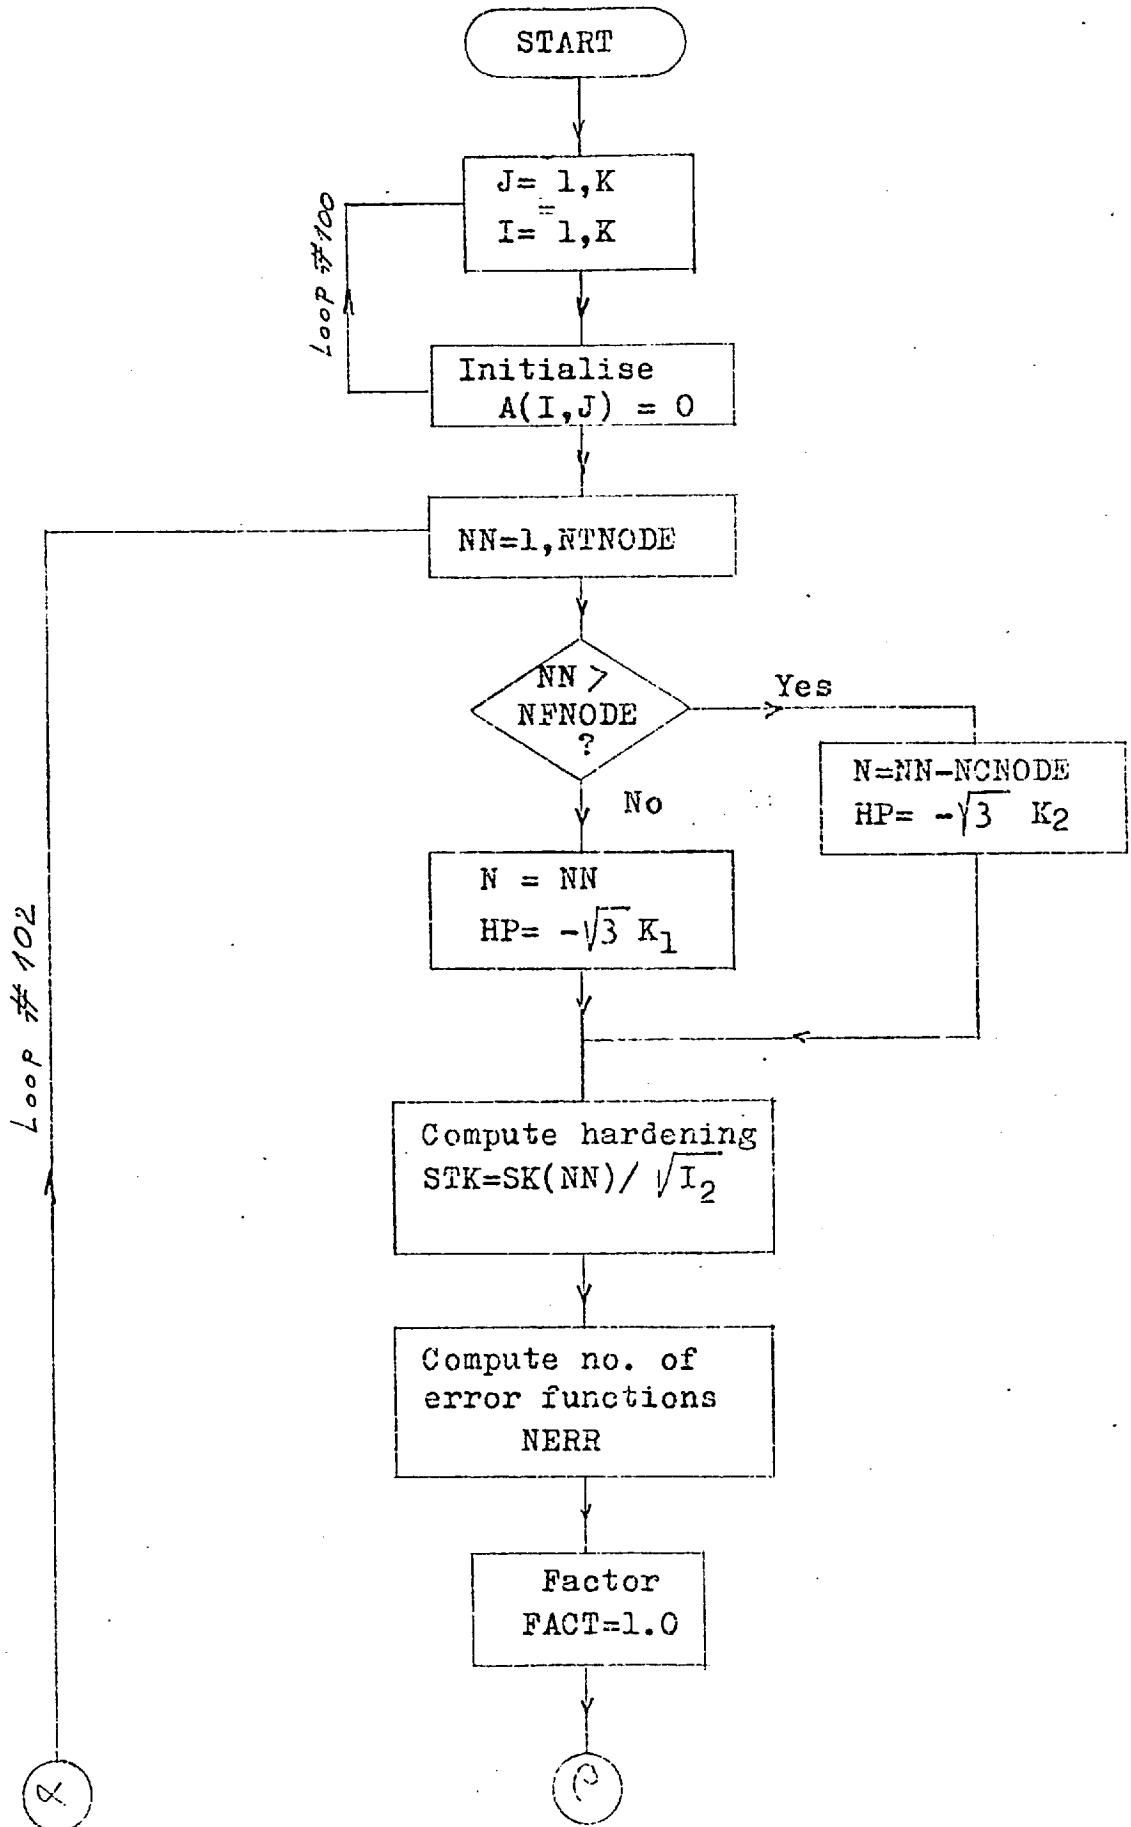 START
J= 1,K
=
I= 1,K
Loop #100
Initialise
A(I,J) = 0
NN=1,NTNODE
NN >
NFNODE
?
Yes
No
N=NN-NCNODE
HP= -√3 K₂
N = NN
HP= -√3 K₁
Loop #102
Compute hardening
STK=SK(NN)/ √I₂
Compute no. of
error functions
NERR
Factor
FACT=1.0
α